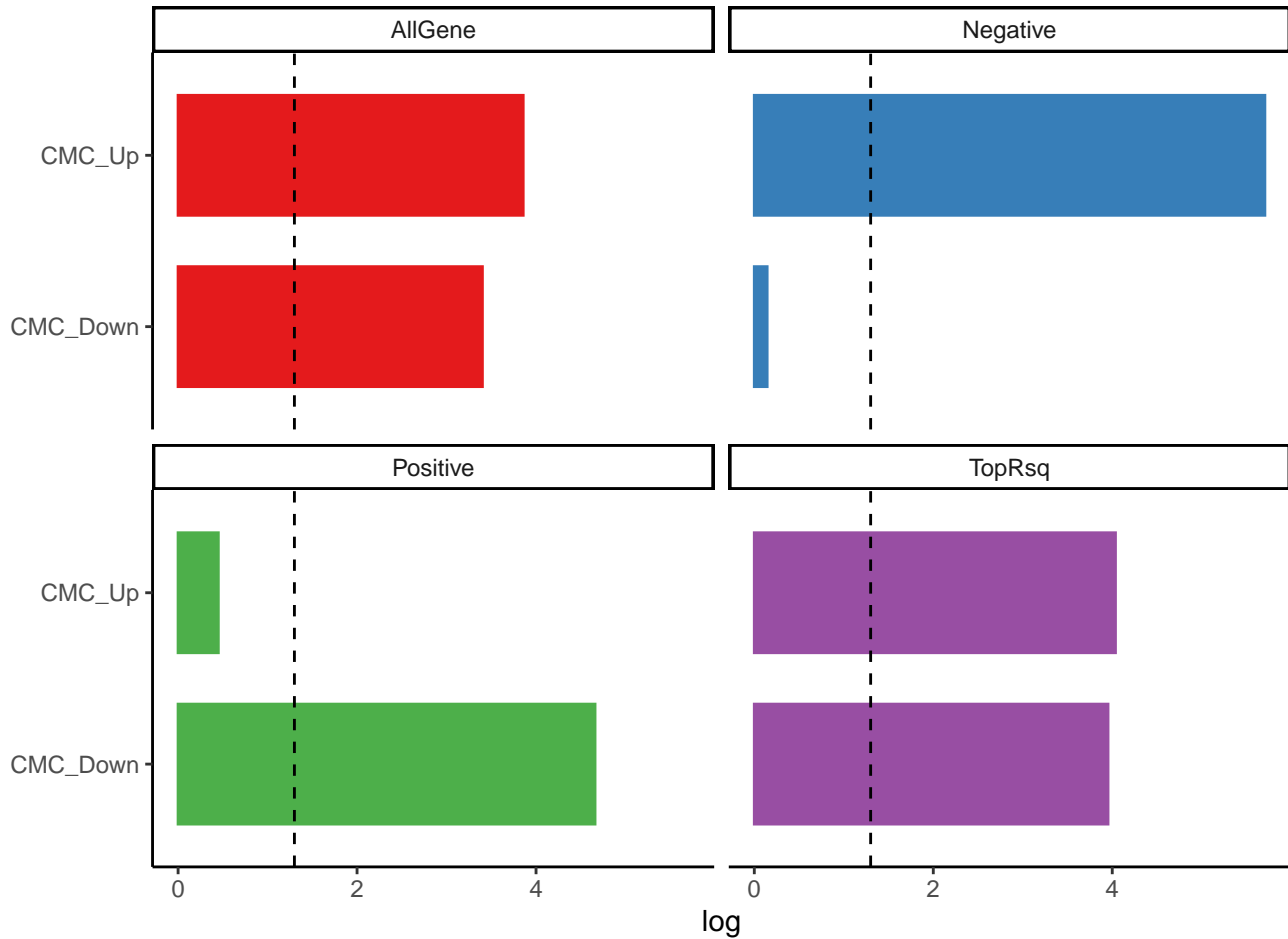 AllGene
Negative
CMC_Up
CMC_Down
Positive
TopRsq
CMC_Up
CMC_Down
0 2 4 0 2 4
log